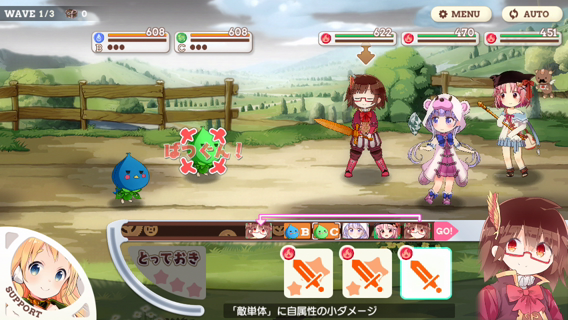 WAVE 1/3 0
MENU
AUTO
608
B
608
C
622
470
451
ばつぐん!
B C GO!
とっておき
SUPPORT
「敵単体」に自属性の小ダメージ